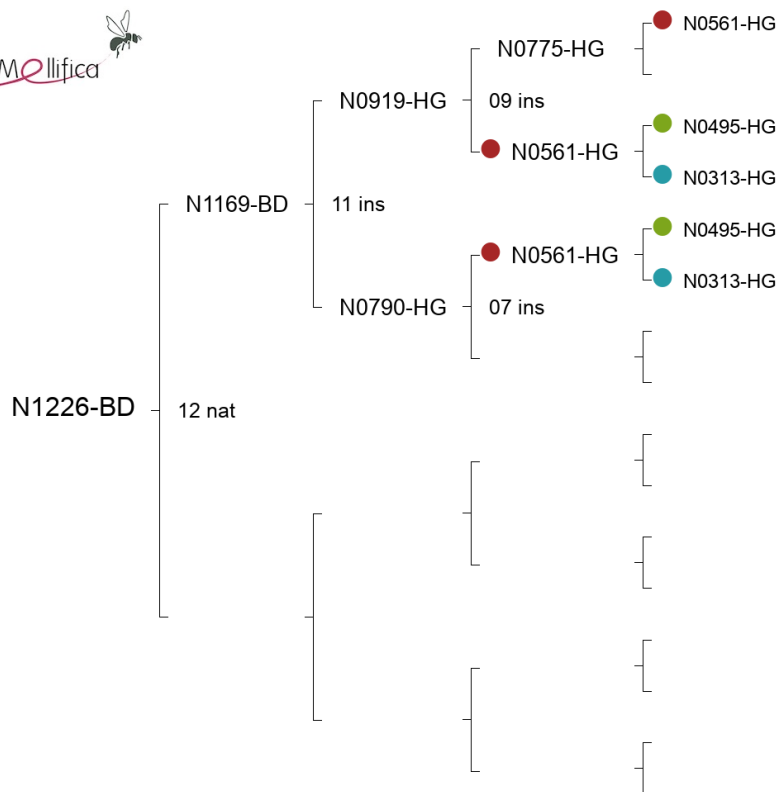 N0561-HG
Mellifica
N0775-HG
N0919-HG
09 ins
N0495-HG
N0561-HG
N0313-HG
N1169-BD
11 ins
N0495-HG
N0561-HG
N0313-HG
N0790-HG
07 ins
N1226-BD
12 nat